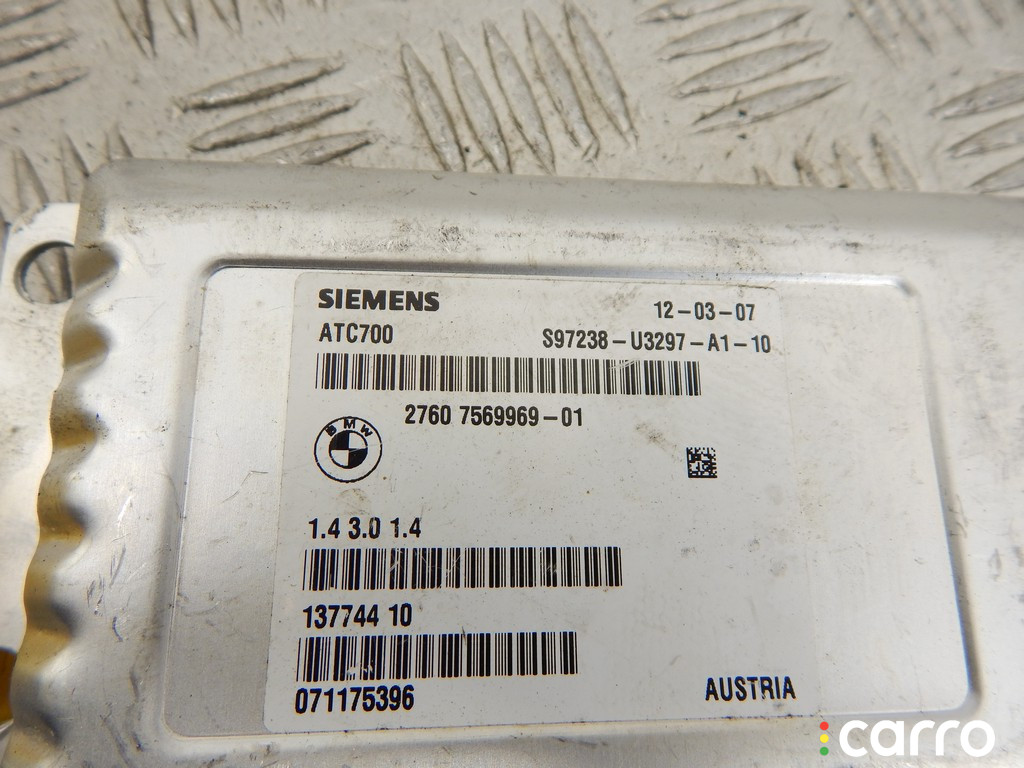 SIEMENS 12-03-07
ATC700 S97238-U3297-A1-10
2760 7569969-01
BMW
1.4 3.0 1.4
137744 10
071175396
AUSTRIA
carro